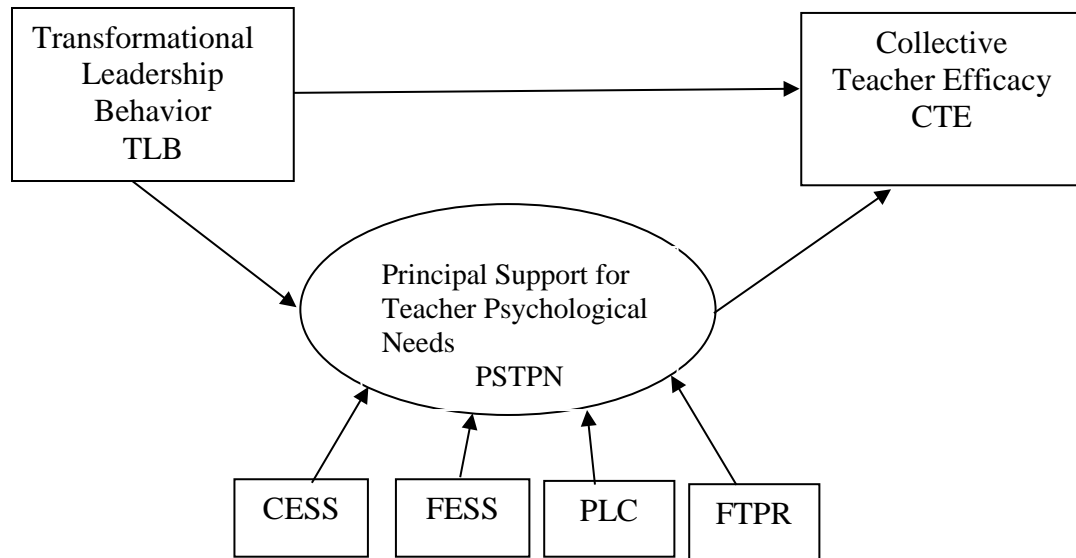 Transformational
Leadership
Behavior
TLB
Collective
Teacher Efficacy
CTE
Principal Support for
Teacher Psychological
Needs
PSTPN
CESS
FESS
PLC
FTPR